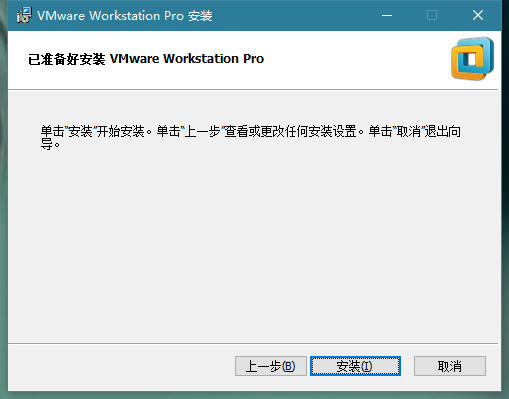 VMware Workstation Pro 安装
已准备好安装 VMware Workstation Pro
单击“安装”开始安装。单击“上一步”查看或更改任何安装设置。单击“取消”退出向
导。
上一步(B) 安装(I) 取消